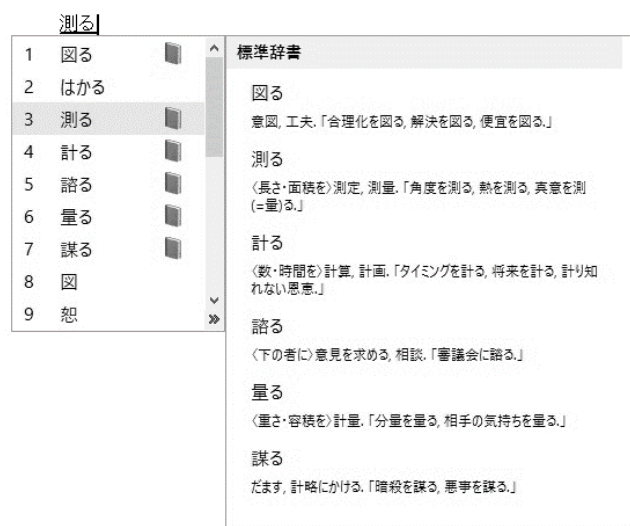 測る
1 図る
2 はかる
3 測る
4 計る
5 諮る
6 量る
7 謀る
8 図
9 恕
標準辞書
図る
意図, 工夫.「合理化を図る, 解決を図る, 便宜を図る.」
測る
〈長さ・面積を〉測定, 測量.「角度を測る, 熱を測る, 真意を測
(=量)る.」
計る
〈数・時間を〉計算, 計画.「タイミングを計る, 将来を計る, 計り知
れない恩恵.」
諮る
〈下の者に〉意見を求める, 相談.「審議会に諮る.」
量る
〈重さ・容積を〉計量.「分量を量る, 相手の気持ちを量る.」
謀る
だます, 計略にかける.「暗殺を謀る, 悪事を謀る.」